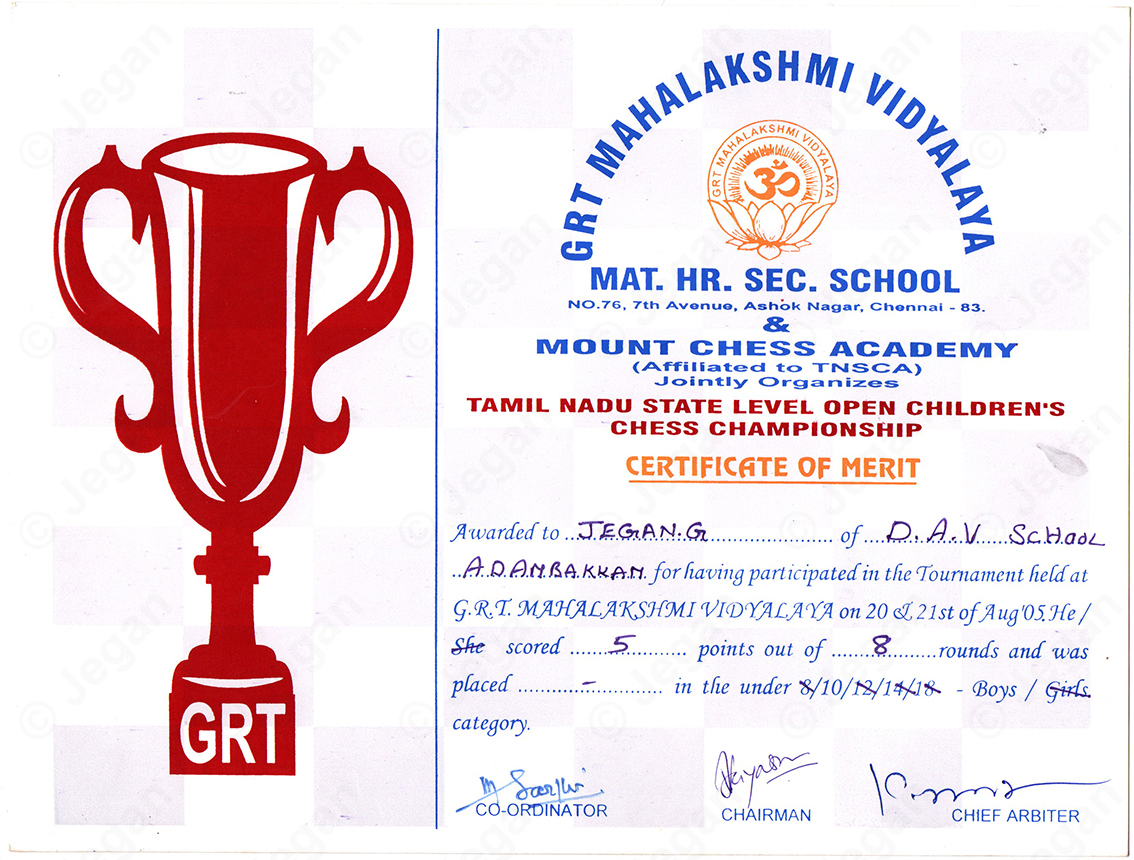 GRT MAHALAKSHMI VIDYALAYA
GRT MAHALAKSHMI VIDYALAYA
ॐ
MAT. HR. SEC. SCHOOL
NO.76, 7th Avenue, Ashok Nagar, Chennai - 83.
&
MOUNT CHESS ACADEMY
(Affiliated to TNSCA)
Jointly Organizes
TAMIL NADU STATE LEVEL OPEN CHILDREN'S
CHESS CHAMPIONSHIP
CERTIFICATE OF MERIT
Awarded to ...JEGAN.G..................... of ....D.A.V.....SCHOOL
..ADAMBAKKAM. for having participated in the Tournament held at
G.R.T. MAHALAKSHMI VIDYALAYA on 20 & 21st of Aug'05. He /
She scored ........5.......... points out of ........8.........rounds and was
placed ............-............ in the under 8/10/12/14/18 - Boys / Girls.
category.
CO-ORDINATOR
CHAIRMAN
CHIEF ARBITER
GRT
© Jegan